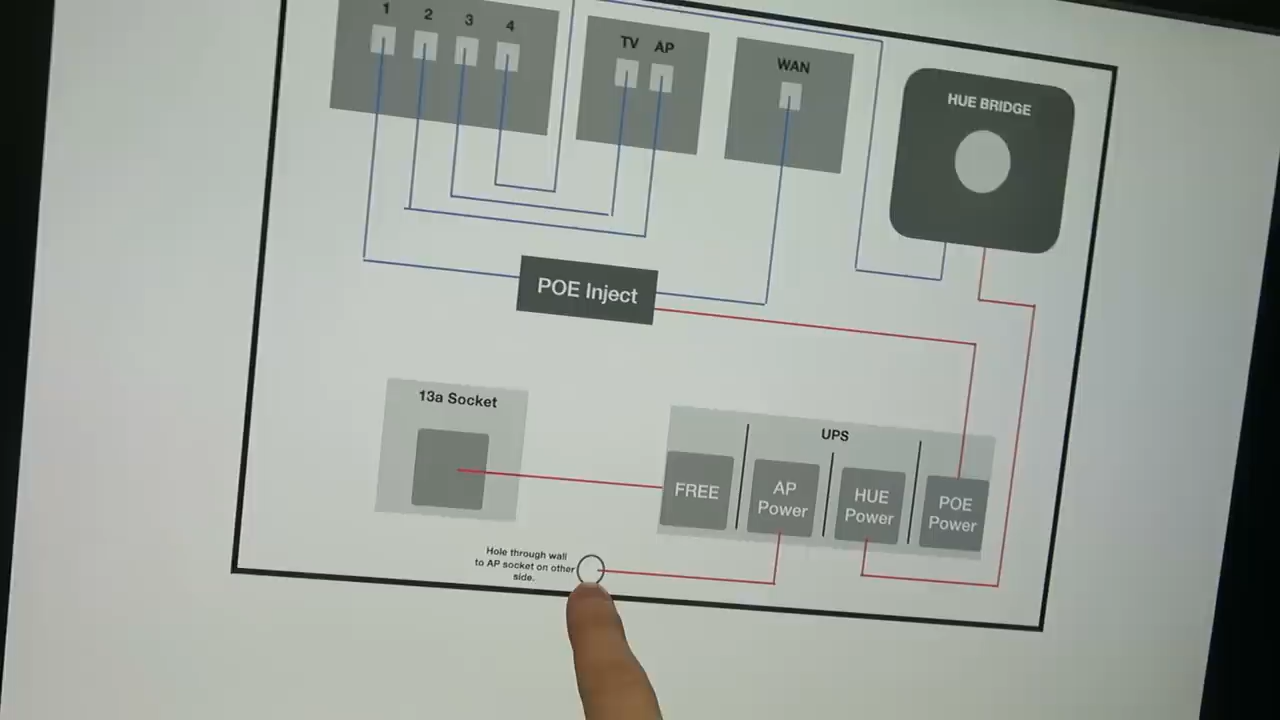 1 2 3 4
TV AP
WAN
HUE BRIDGE
POE Inject
13a Socket
UPS
FREE
AP
Power
HUE
Power
POE
Power
Hole through wall
to AP socket on other
side.